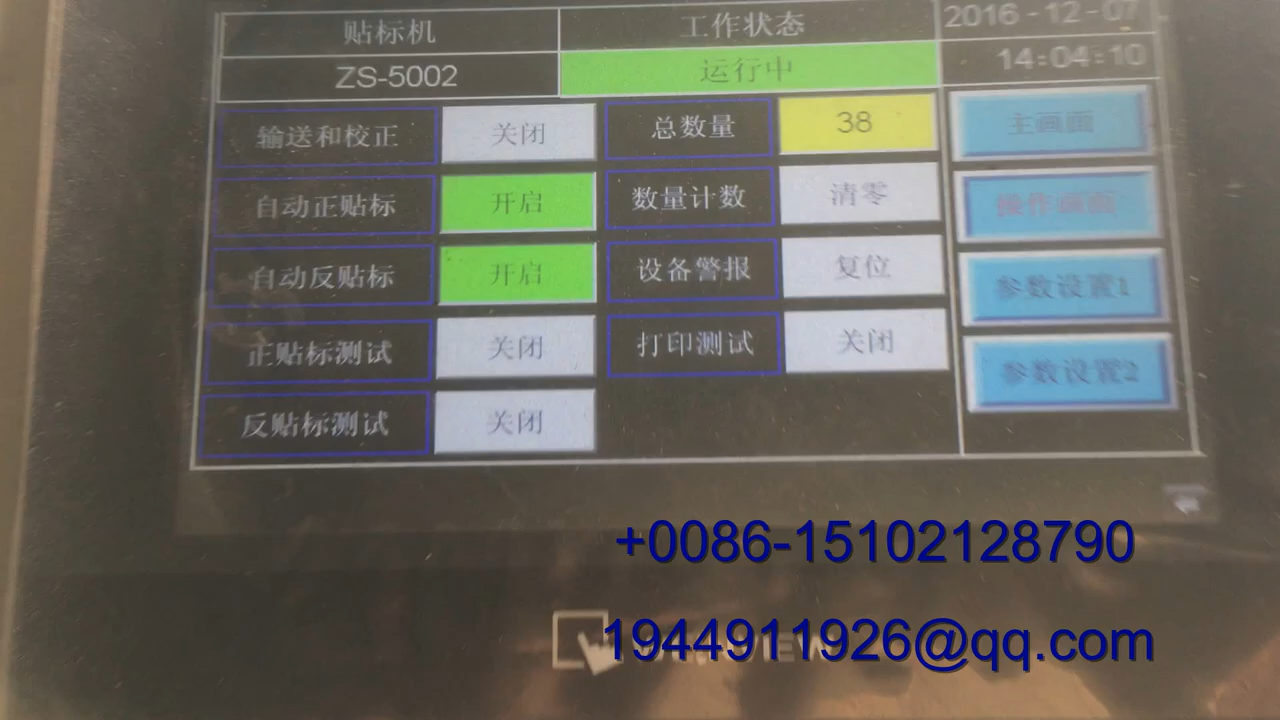 贴标机 工作状态 2016-12-07
ZS-5002 运行中 14:04:10
输送和校正 关闭 总数量 38 主画面
自动正贴标 开启 数量计数 清零 操作画面
自动反贴标 开启 设备警报 复位 参数设置1
正贴标测试 关闭 打印测试 关闭 参数设置2
反贴标测试 关闭
+0086-15102128790
1944911926@qq.com